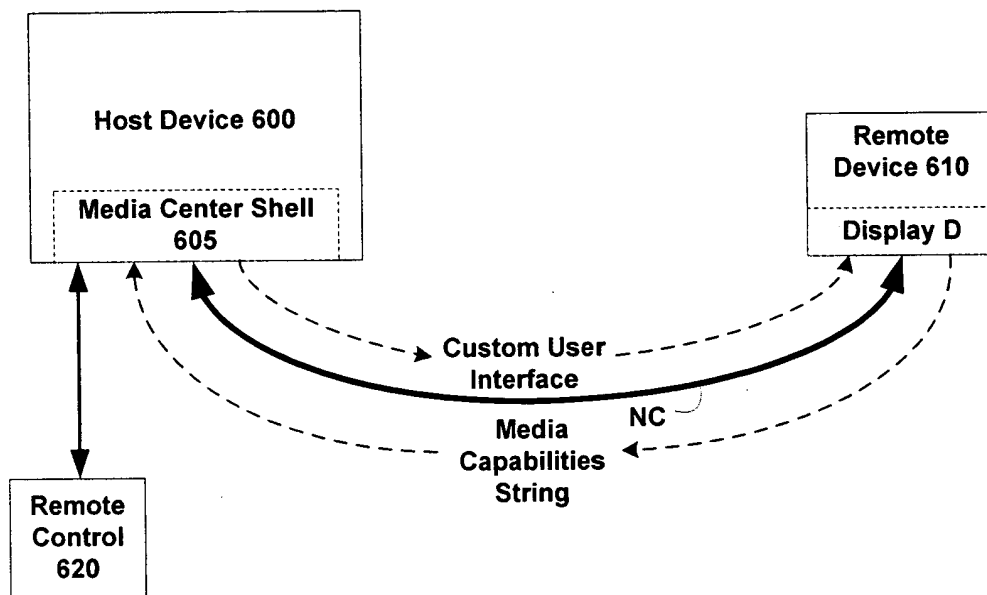 Host Device 600
Media Center Shell
605
Remote
Device 610
Display D
Custom User
Interface
NC
Media
Capabilities
String
Remote
Control
620